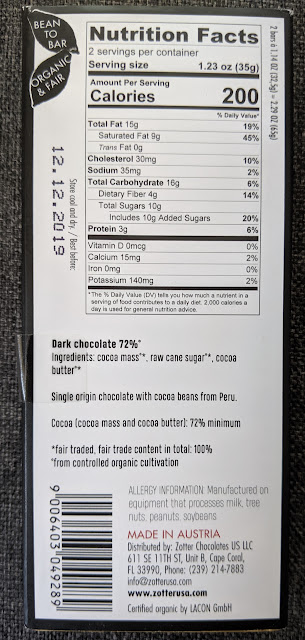 BEAN
TO
BAR
ORGANIC
& FAIR
Nutrition Facts
2 servings per container
Serving size 1.23 oz (35g)
Amount Per Serving
Calories 200
% Daily Value*
Total Fat 15g 19%
Saturated Fat 9g 45%
Trans Fat 0g
Cholesterol 30mg 10%
Sodium 35mg 2%
Total Carbohydrate 16g 6%
Dietary Fiber 4g 14%
Total Sugars 10g
Includes 10g Added Sugars 20%
Protein 3g 6%
Vitamin D 0mcg 0%
Calcium 15mg 2%
Iron 0mg 0%
Potassium 140mg 2%
*The % Daily Value (DV) tells you how much a nutrient in a
serving of food contributes to a daily diet. 2,000 calories a
day is used for general nutrition advice.
2 bars à 1.14 OZ (32,5g) = 2.29 OZ (65g)
Store cool and dry / Best before:
12.12.2019
Dark chocolate 72%*
Ingredients: cocoa mass**, raw cane sugar**, cocoa
butter**
Single origin chocolate with cocoa beans from Peru.
Cocoa (cocoa mass and cocoa butter): 72% minimum
*fair traded, fair trade content in total: 100%
*from controlled organic cultivation
9 006403 049289
ALLERGY INFORMATION: Manufactured on
equipment that processes milk, tree
nuts, peanuts, soybeans
MADE IN AUSTRIA
Distributed by: Zotter Chocolates US LLC
611 SE 11TH ST, Unit B, Cape Coral,
FL 33990, Phone: (239) 214-7883
info@zotterusa.com
www.zotterusa.com
Certified organic by LACON GmbH